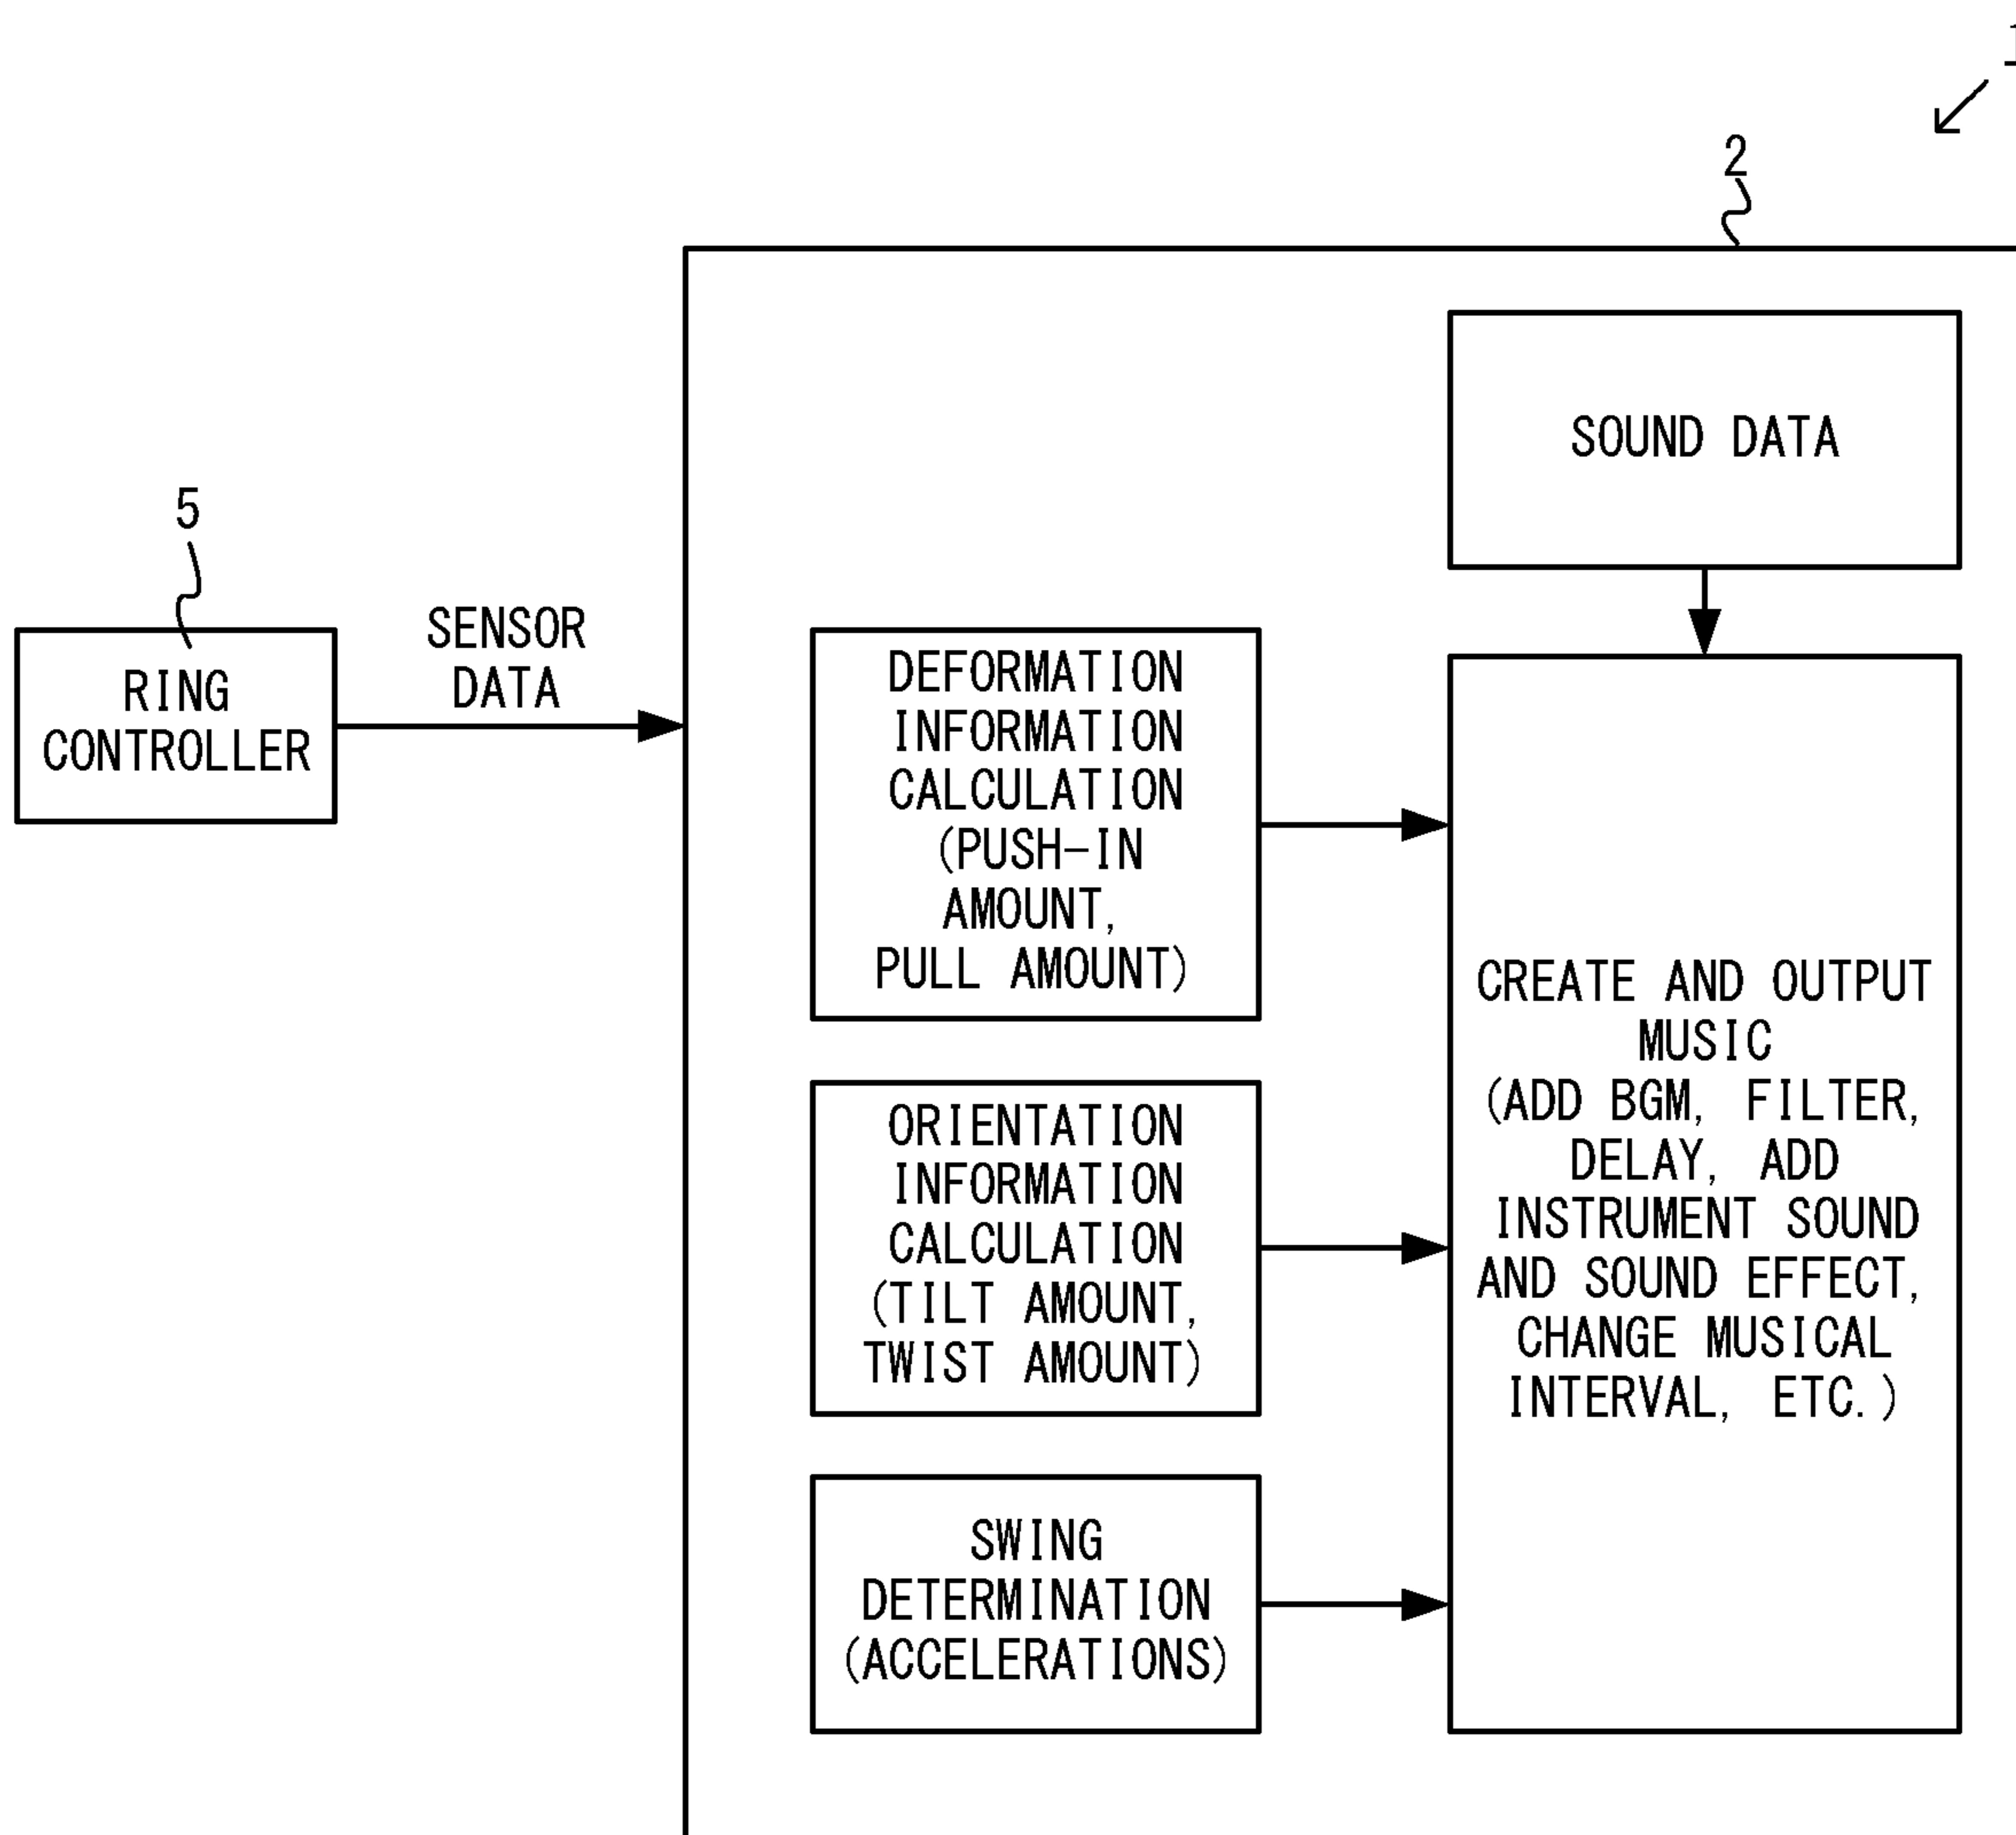 1
2
SOUND DATA
5
SENSOR
DATA
RING
CONTROLLER
DEFORMATION
INFORMATION
CALCULATION
(PUSH-IN
AMOUNT,
PULL AMOUNT)
CREATE AND OUTPUT
MUSIC
(ADD BGM, FILTER,
DELAY, ADD
INSTRUMENT SOUND
AND SOUND EFFECT,
CHANGE MUSICAL
INTERVAL, ETC.)
ORIENTATION
INFORMATION
CALCULATION
(TILT AMOUNT,
TWIST AMOUNT)
SWING
DETERMINATION
(ACCELERATIONS)